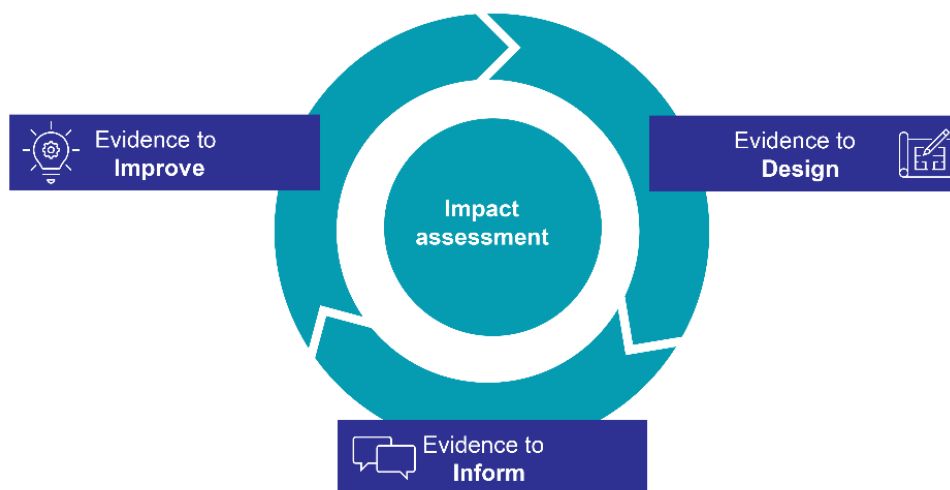 Evidence to
Improve
Evidence to
Design
Impact
assessment
Evidence to
Inform